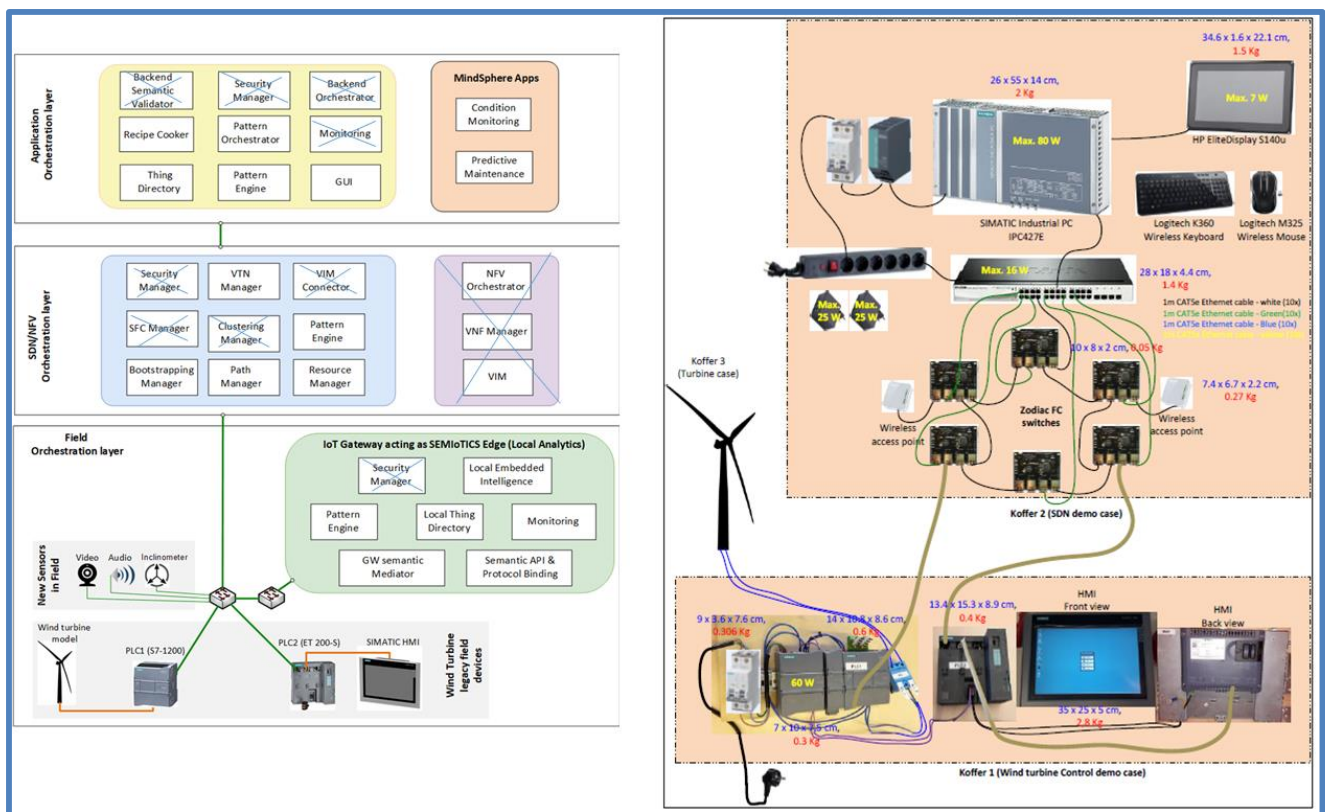 Application
Orchestration layer
Backend
Semantic
Validator
Security
Manager
Backend
Orchestrator
Recipe Cooker
Pattern
Orchestrator
Monitoring
Thing
Directory
Pattern
Engine
GUI
MindSphere Apps
Condition
Monitoring
Predictive
Maintenance
SDN/NFV
Orchestration layer
Security
Manager
VTN
Manager
VIM
Connector
SFC Manager
Clustering
Manager
Pattern
Engine
Bootstrapping
Manager
Path
Manager
Resource
Manager
NFV
Orchestrator
VNF Manager
VIM
Field
Orchestration layer
IoT Gateway acting as SEMIoTICS Edge (Local Analytics)
Security
Manager
Local Embedded
Intelligence
Pattern
Engine
Local Thing
Directory
Monitoring
GW semantic
Mediator
Semantic API &
Protocol Binding
New Sensors
in Field
Video
Audio
Inclinometer
Wind turbine
model
PLC1 (S7-1200)
PLC2 (ET 200-S)
SIMATIC HMI
Wind Turbine
legacy field
devices
34.6 x 1.6 x 22.1 cm,
1.5 Kg
26 x 55 x 14 cm,
2 Kg
Max. 7 W
Max. 80 W
HP EliteDisplay S140u
SIMATIC Industrial PC
IPC427E
Logitech K360
Wireless Keyboard
Logitech M325
Wireless Mouse
Max. 16 W
28 x 18 x 4.4 cm,
1.4 Kg
Max.
25 W
Max.
25 W
1m CAT5e Ethernet cable - white (10x)
1m CAT5e Ethernet cable - Green(10x)
1m CAT5e Ethernet cable - Blue (10x)
10 x 8 x 2 cm, 0.05 Kg
7.4 x 6.7 x 2.2 cm,
0.27 Kg
Wireless
access point
Zodiac FC
switches
Wireless
access point
Koffer 2 (SDN demo case)
Koffer 3
(Turbine case)
9 x 3.6 x 7.6 cm,
0.306 Kg
14 x 10.8 x 8.6 cm,
0.6 Kg
60 W
7 x 10 x 7.5 cm,
0.3 Kg
13.4 x 15.3 x 8.9 cm,
0.4 Kg
HMI
Front view
HMI
Back view
35 x 25 x 5 cm,
2.8 Kg
Koffer 1 (Wind turbine Control demo case)